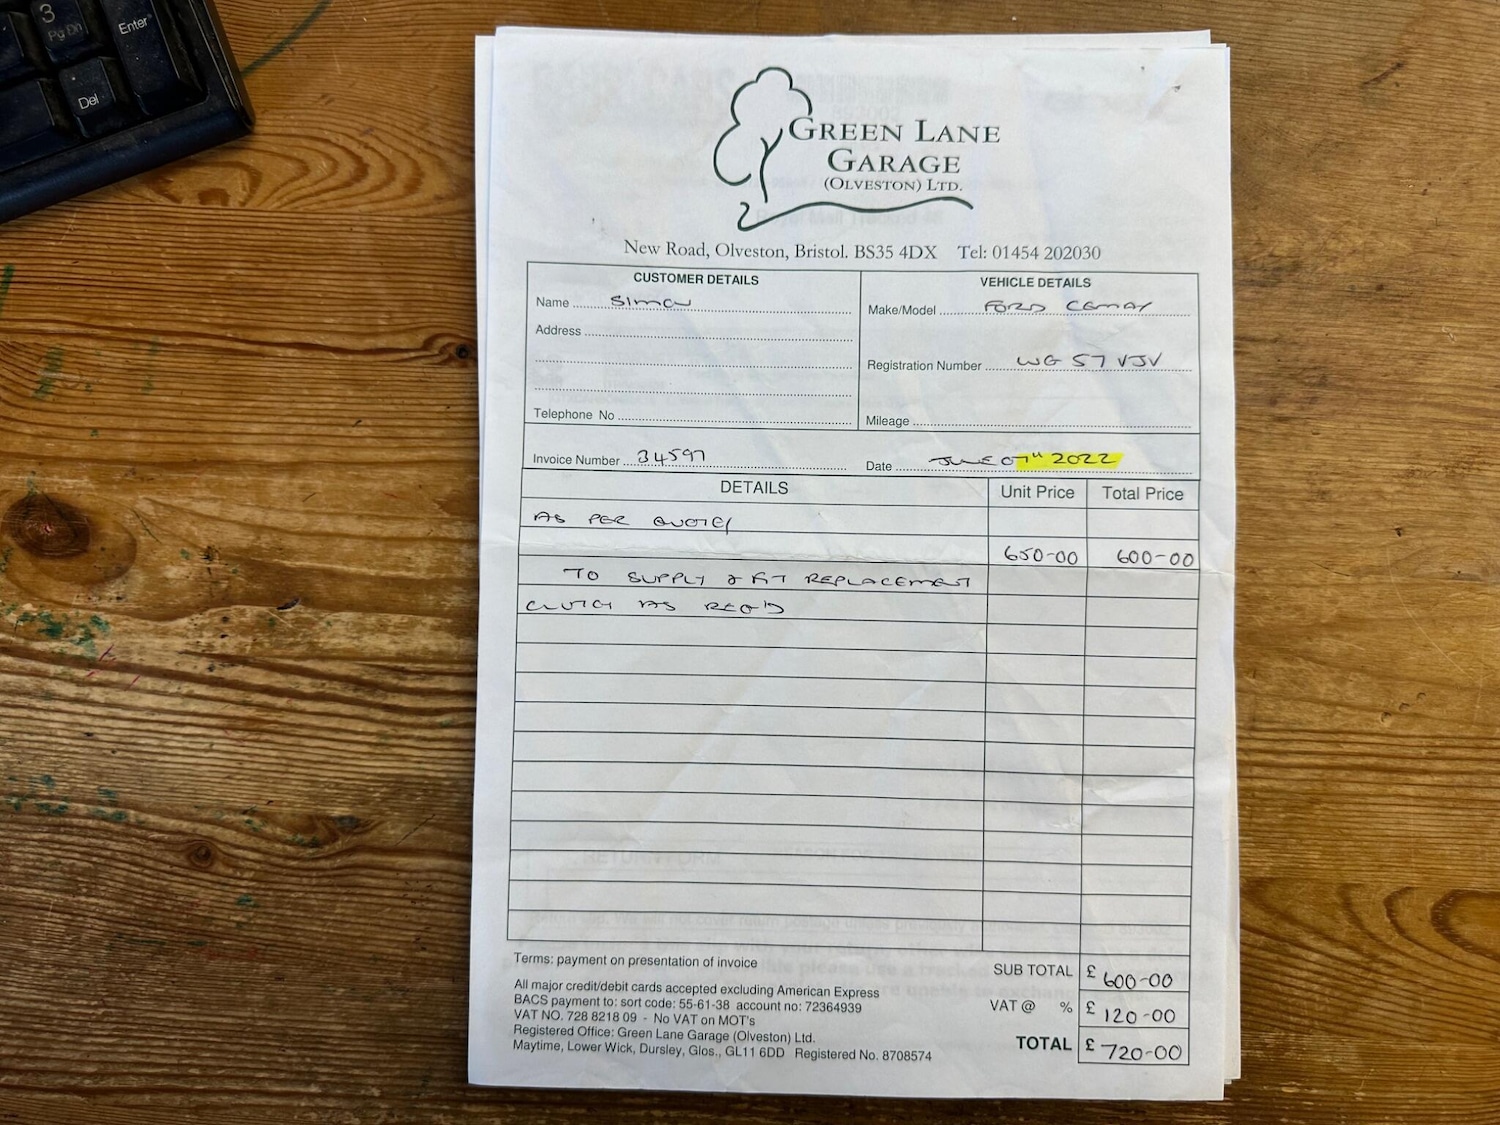 3
Pg Dn
Enter
Del
GREEN LANE
GARAGE
(OLVESTON) LTD.
New Road, Olveston, Bristol. BS35 4DX Tel: 01454 202030
CUSTOMER DETAILS
Name SIMON
Address
Telephone No
VEHICLE DETAILS
Make/Model FORD
Registration Number WG 57 VJV
Mileage
Invoice Number 34597
Date JUNE 07TH 2022
DETAILS Unit Price Total Price
AS PER QUOTE/
650-00 600-00
TO SUPPLY & FIT REPLACEMENT
CLUTCH AS REQ'D
Terms: payment on presentation of invoice
All major credit/debit cards accepted excluding American Express
BACS payment to: sort code: 55-61-38 account no: 72364939
VAT NO. 728 8218 09 - No VAT on MOT's
Registered Office: Green Lane Garage (Olveston) Ltd.
Maytime, Lower Wick, Dursley, Glos., GL11 6DD Registered No. 8708574
SUB TOTAL £ 600-00
VAT @ % £ 120-00
TOTAL £ 720-00